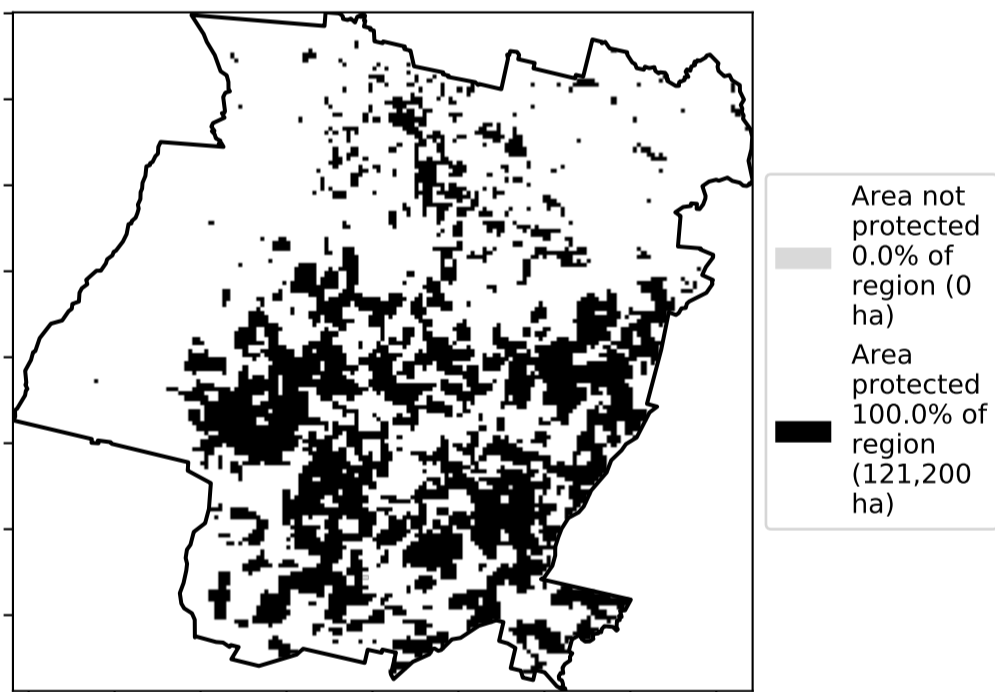 Area not
protected
0.0% of
region (0
ha)
Area
protected
100.0% of
region
(121,200
ha)